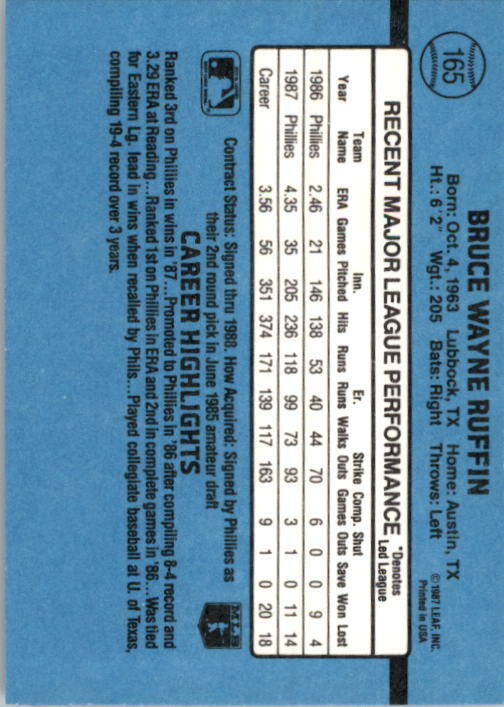 165
BRUCE WAYNE RUFFIN
Born: Oct. 4, 1963 Lubbock, TX Home: Austin, TX
Ht.: 6'2" Wgt.: 205 Bats: Right Throws: Left
© 1987 LEAF, INC.
Printed in USA
RECENT MAJOR LEAGUE PERFORMANCE *Denotes Led League
Team Inn. Er. Strike Comp. Shut
Year Name ERA Games Pitched Hits Runs Runs Walks Outs Games Outs Save Won Lost
1986 Phillies 2.46 21 146 138 53 40 44 70 6 0 0 9 4
1987 Phillies 4.35 35 205 236 118 99 73 93 3 1 0 11 14
Career 3.56 56 351 374 171 139 117 163 9 1 0 20 18
Contract Status: Signed thru 1988. How Acquired: Signed by Phillies as
their 2nd round pick in June 1985 amateur draft
MLB
CAREER HIGHLIGHTS
Ranked 3rd on Phillies in wins in '87...Promoted to Phillies in '86 after compiling 8-4 record and
3.29 ERA at Reading...Ranked 1st on Phillies in ERA and 2nd in complete games in '86...Was tied
for Eastern Lg. lead in wins when recalled by Phils...Played collegiate baseball at U. of Texas,
compiling 19-4 record over 3 years.